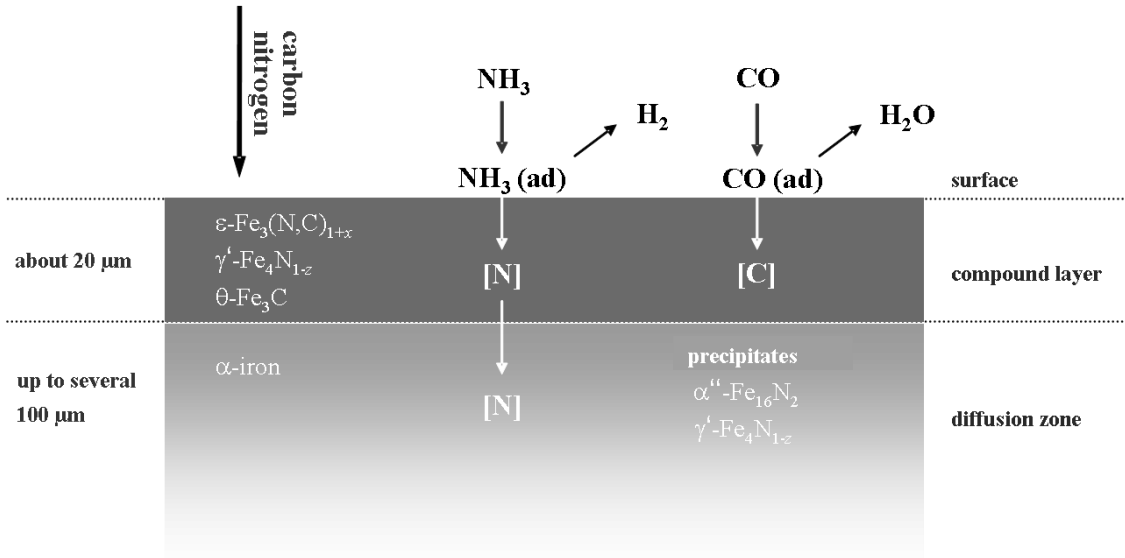 carbon
nitrogen
NH₃
CO
H₂
H₂O
NH₃ (ad)
CO (ad)
surface
ε-Fe₃(N,C)₁₊ₓ
about 20 μm
γ‘-Fe₄N₁₋z
[N]
[C]
compound layer
θ-Fe₃C
α-iron
precipitates
up to several
100 μm
[N]
α“-Fe₁₆N₂
γ‘-Fe₄N₁₋z
diffusion zone